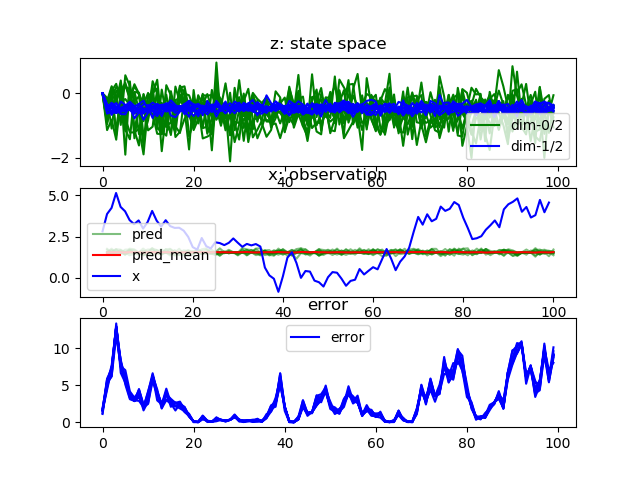 z: state space
0
−2
dim-0/2
dim-1/2
0 20 40 60 80 100
x: observation
5.0
2.5
0.0
pred
pred_mean
x
0 20 40 60 80 100
error
10
5
0
error
0 20 40 60 80 100